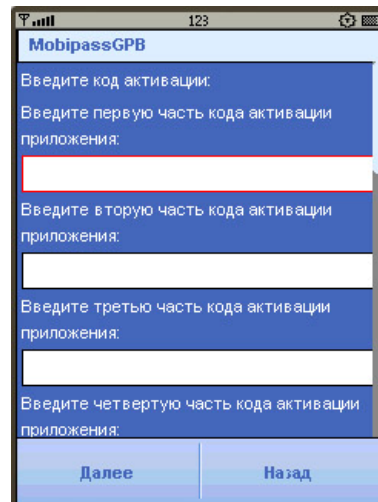 123
MobipassGPB
Введите код активации:
Введите первую часть кода активации
приложения:
Введите вторую часть кода активации
приложения:
Введите третью часть кода активации
приложения:
Введите четвертую часть кода активации
приложения:
Далее Назад